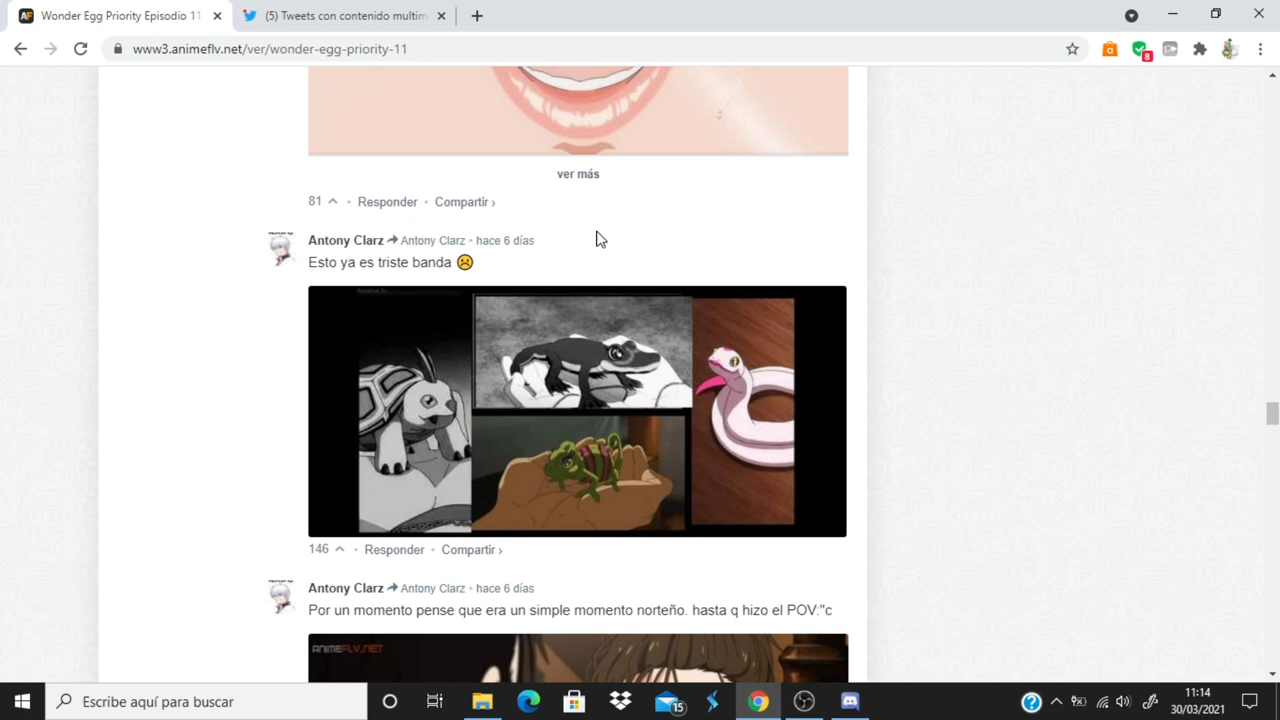 Wonder Egg Priority Episodio 11
(5) Tweets con contenido multim
www3.animeflv.net/ver/wonder-egg-priority-11
8
ver más
81 • Responder • Compartir ›
Antony Clarz Antony Clarz • hace 6 días
Esto ya es triste banda ☹️
146 • Responder • Compartir ›
Antony Clarz Antony Clarz • hace 6 días
Por un momento pense que era un simple momento norteño. hasta q hizo el POV:"c
ANIMEFLV.NET
Escribe aquí para buscar
15
11:14
30/03/2021